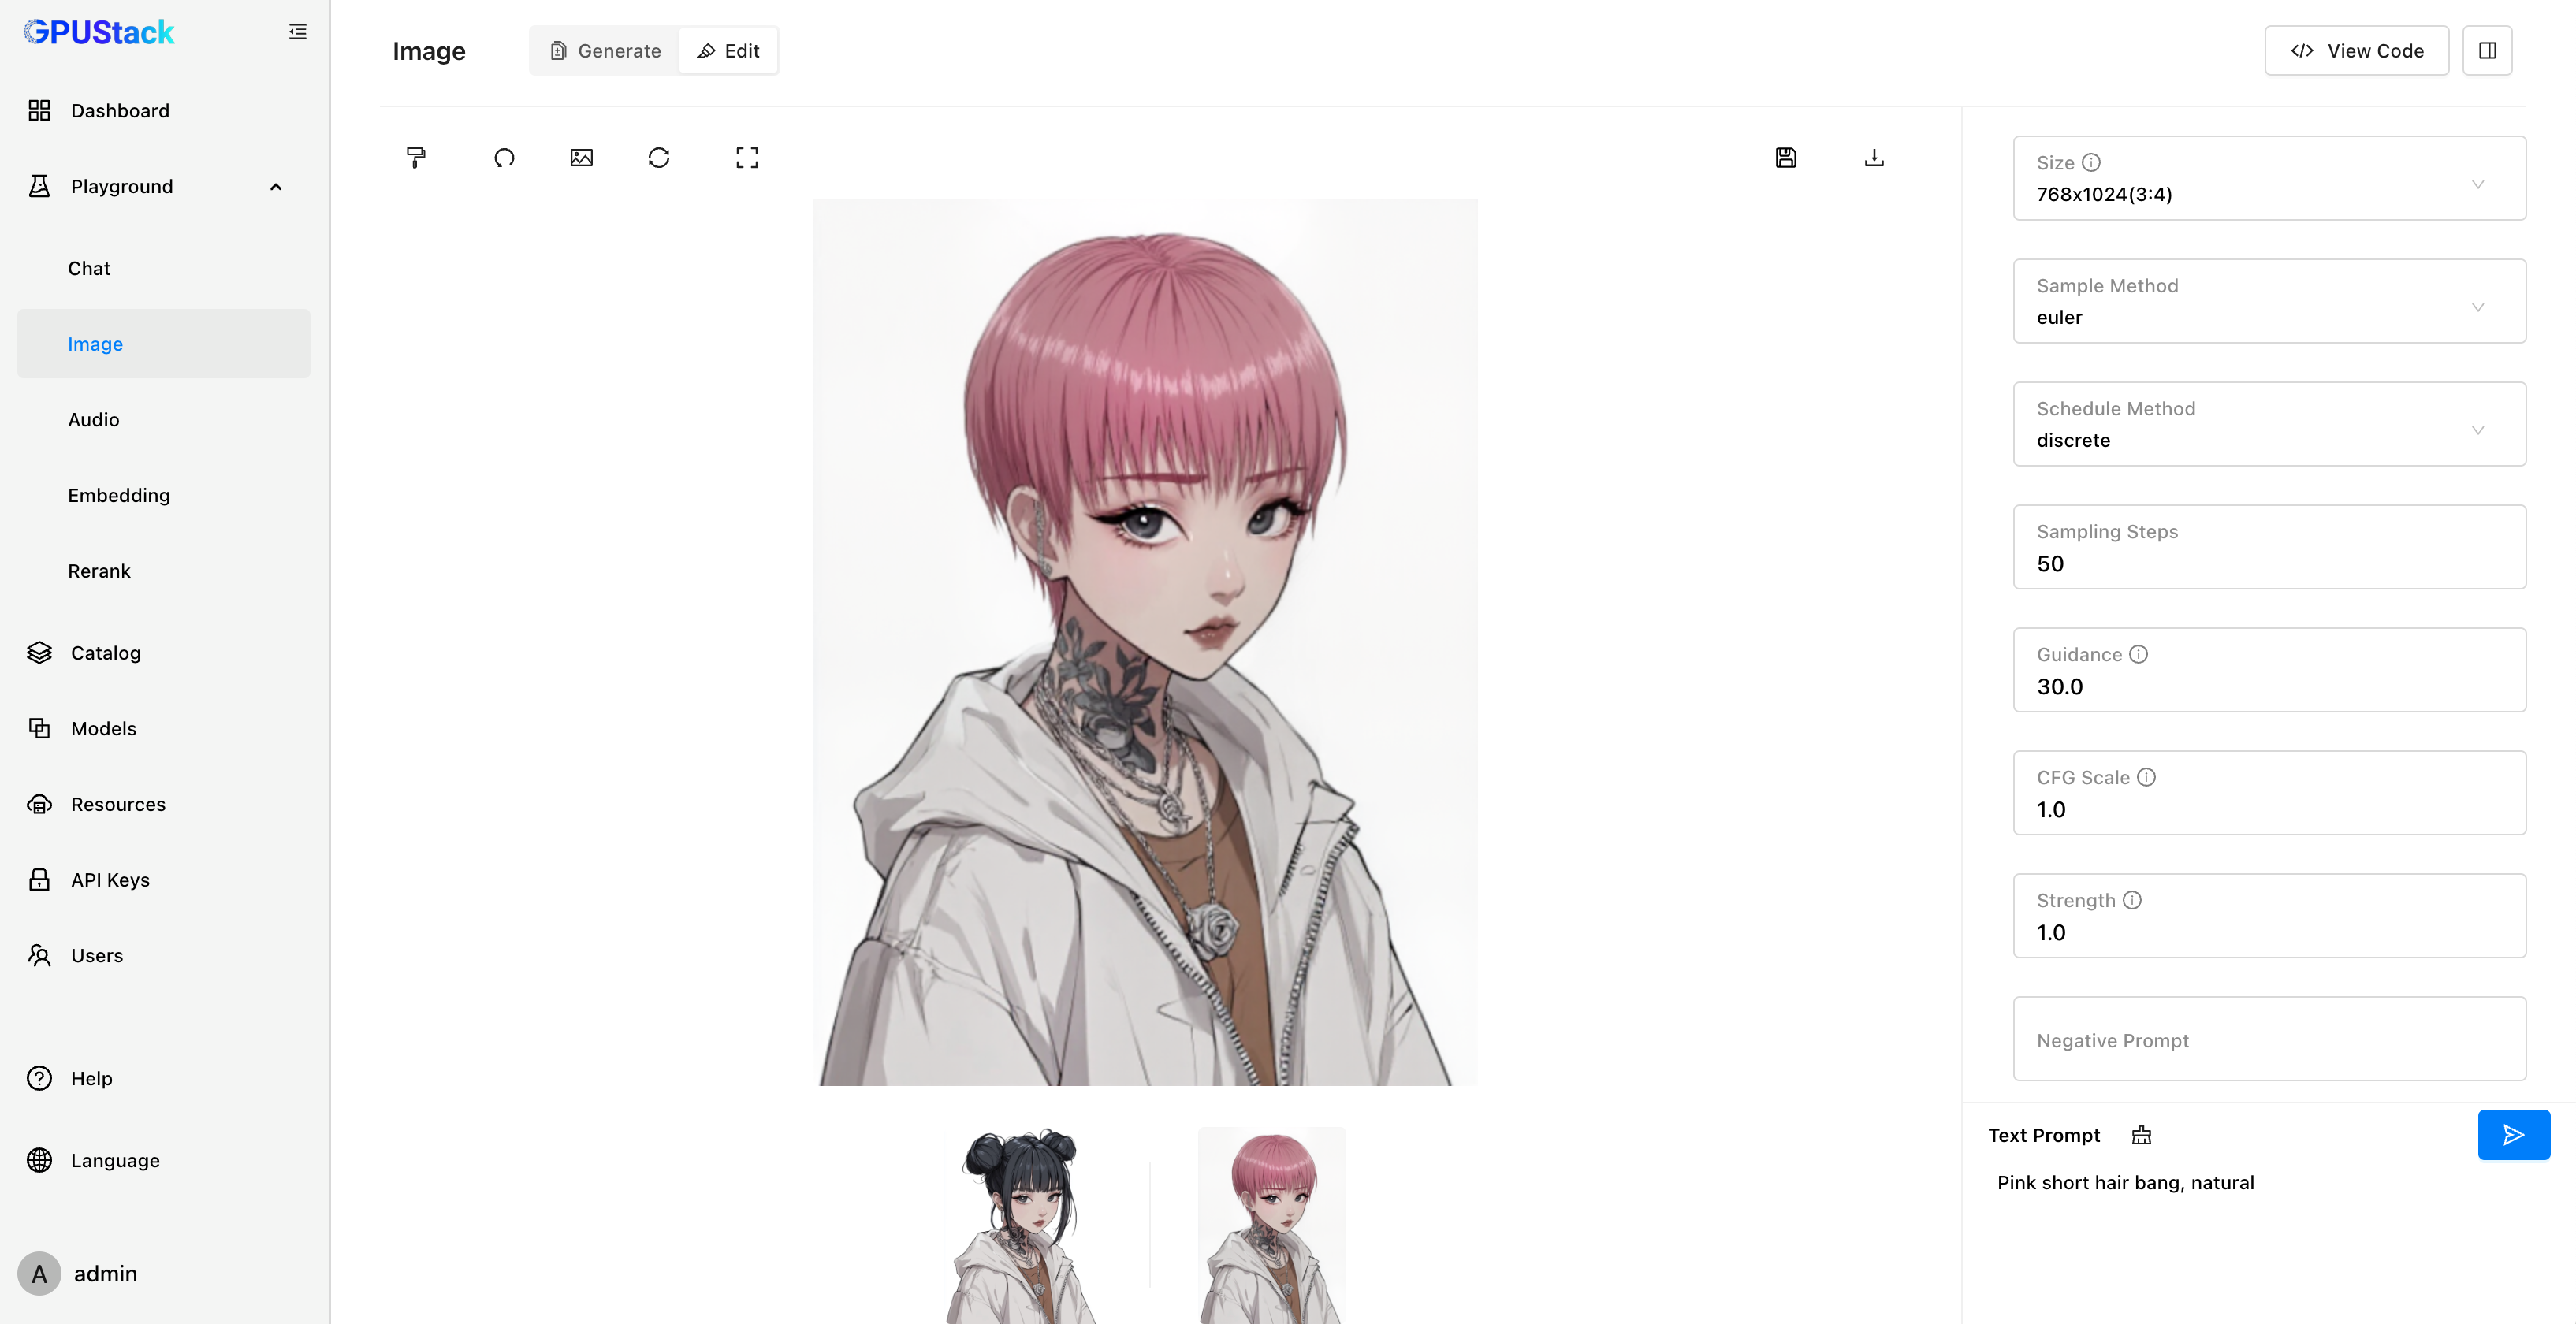 GPUStack
Dashboard
Playground
Chat
Image
Audio
Embedding
Rerank
Catalog
Models
Resources
API Keys
Users
Help
Language
A admin
Image
Generate
Edit
View Code
Size
768x1024(3:4)
Sample Method
euler
Schedule Method
discrete
Sampling Steps
50
Guidance
30.0
CFG Scale
1.0
Strength
1.0
Negative Prompt
Text Prompt
Pink short hair bang, natural